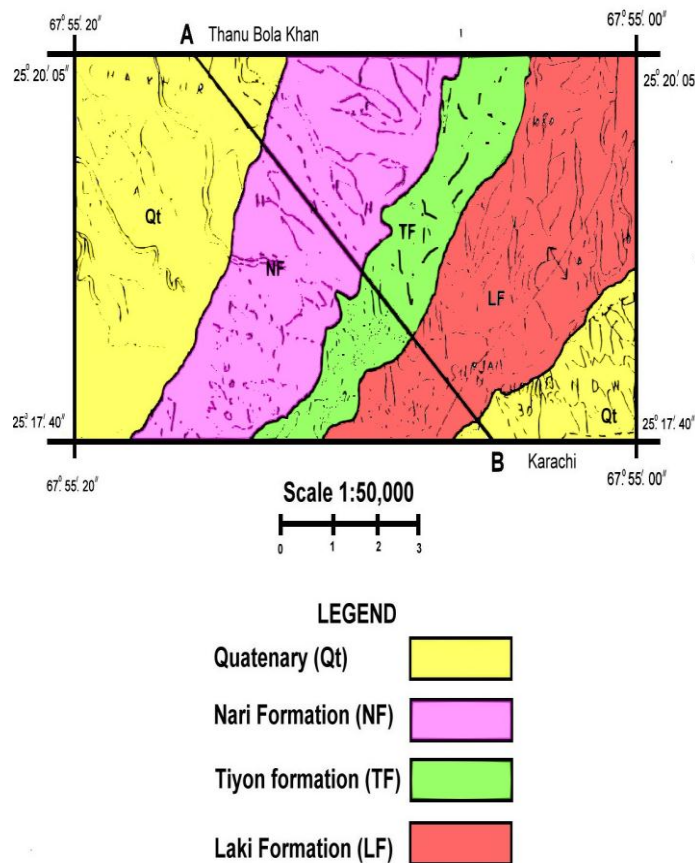 67° 55.' 20."
67° 55.' 00."
A
Thanu Bola Khan
25° 20.' 05."
25° 20.' 05."
Qt
TF
NF
LF
30
Qt
25° 17.' 40."
25° 17.' 40."
B
Karachi
67° 55.' 20."
67° 55.' 00."
Scale 1:50,000
0 1 2 3
LEGEND
Quatenary (Qt)
Nari Formation (NF)
Tiyon formation (TF)
Laki Formation (LF)